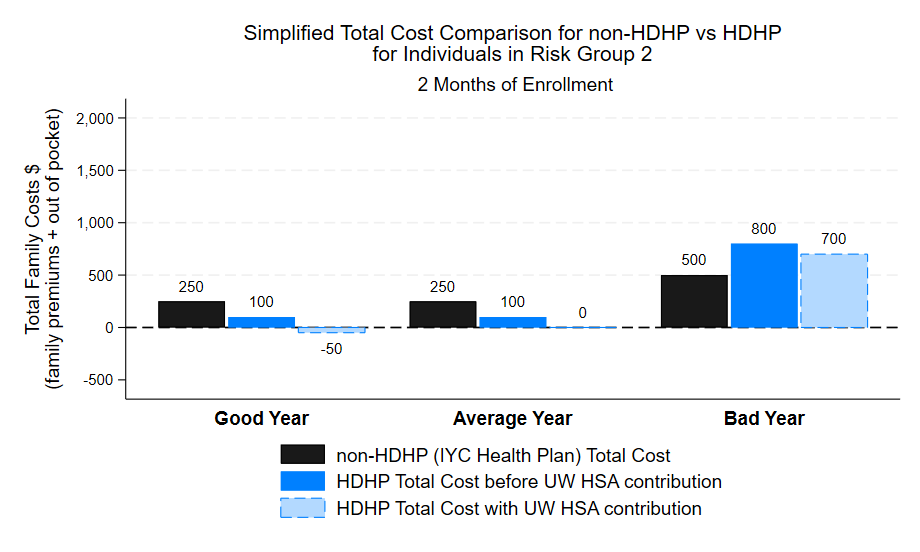 Simplified Total Cost Comparison for non-HDHP vs HDHP
for Individuals in Risk Group 2
2 Months of Enrollment
Total Family Costs $
(family premiums + out of pocket)
2,000
1,500
1,000
500
0
-500
250
100
-50
250
100
0
500
800
700
Good Year
Average Year
Bad Year
non-HDHP (IYC Health Plan) Total Cost
HDHP Total Cost before UW HSA contribution
HDHP Total Cost with UW HSA contribution